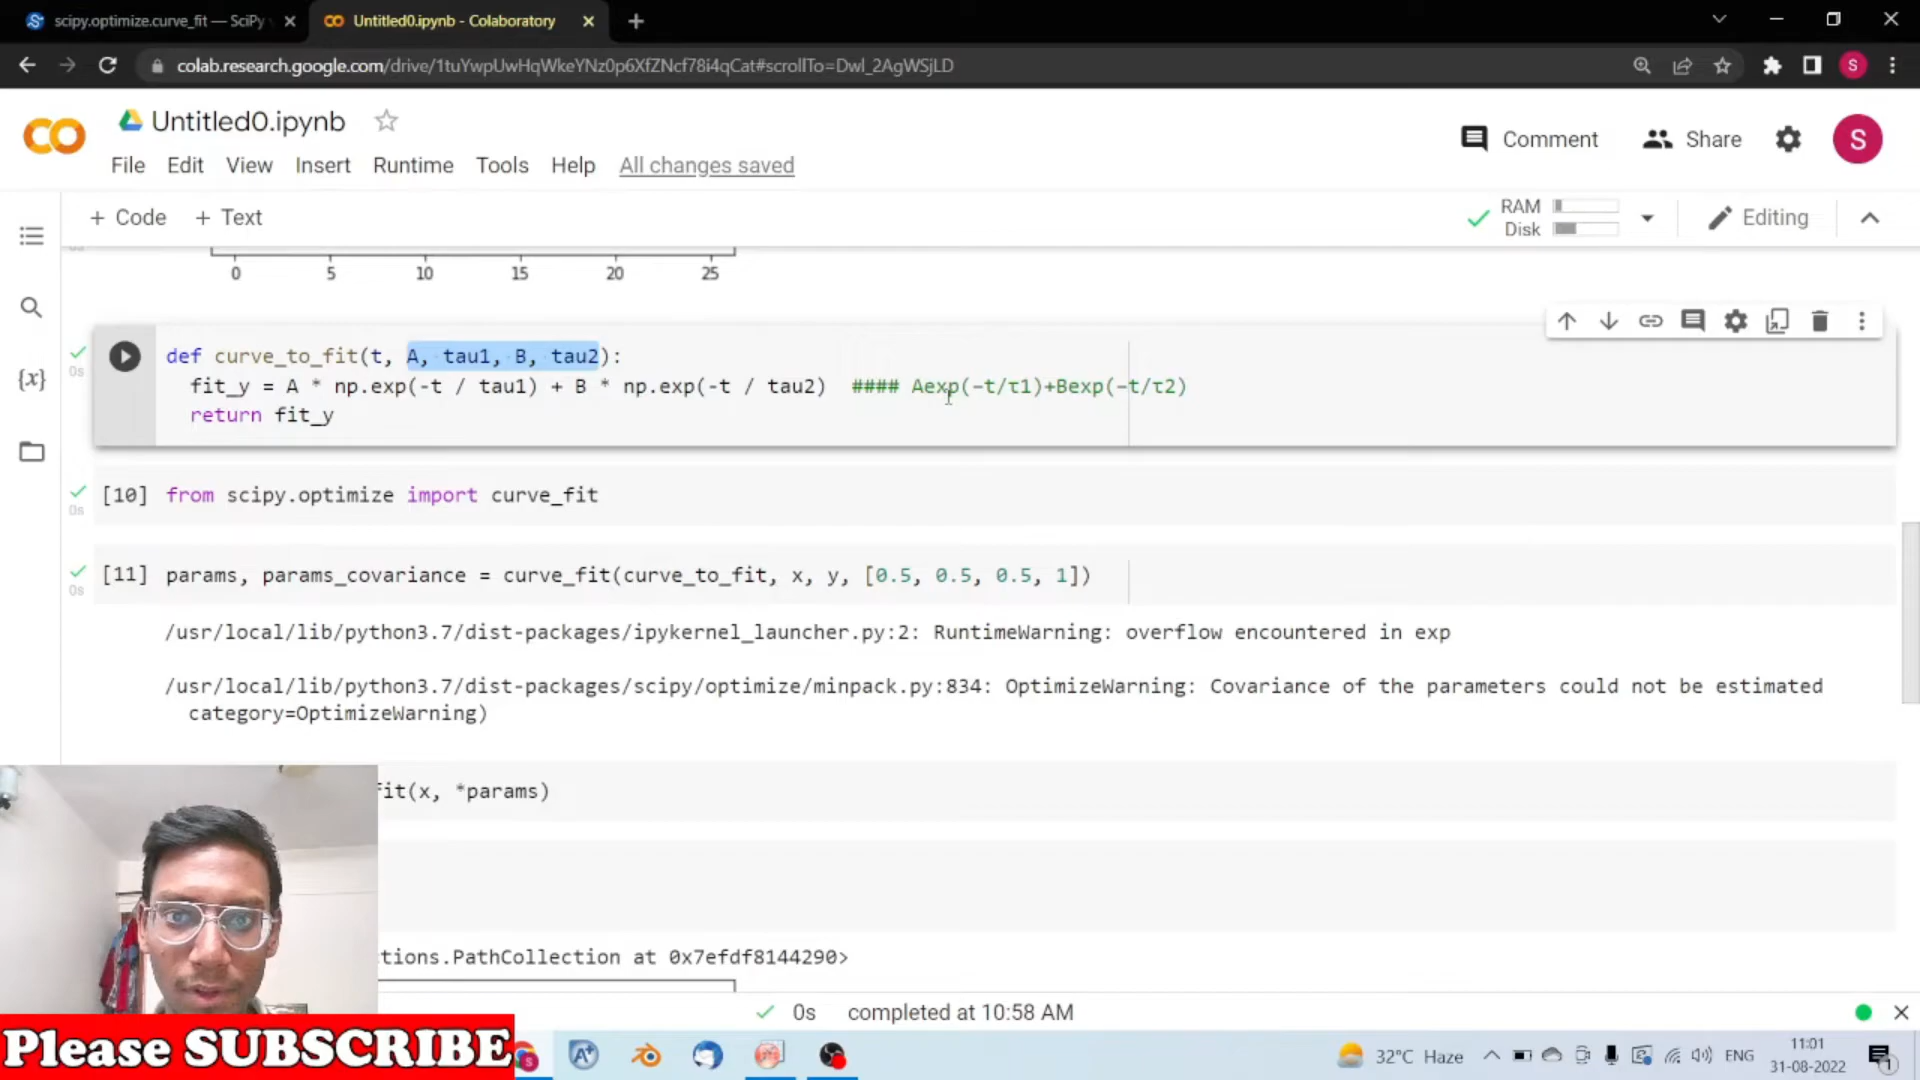 scipy.optimize.curve_fit — SciPy
Untitled0.ipynb - Colaboratory
colab.research.google.com/drive/1tuYwpUwHqWkeYNz0p6XfZNcf78i4qCat#scrollTo=Dwl_2AgWSjLD
S
Untitled0.ipynb
Comment
Share
S
File Edit View Insert Runtime Tools Help All changes saved
+ Code + Text
RAM
Disk
Editing
0 5 10 15 20 25
def curve_to_fit(t, A, tau1, B, tau2):
0s
fit_y = A * np.exp(-t / tau1) + B * np.exp(-t / tau2) #### Aexp(−t/τ1)+Bexp(−t/τ2)
return fit_y
{x}
[10] from scipy.optimize import curve_fit
0s
[11] params, params_covariance = curve_fit(curve_to_fit, x, y, [0.5, 0.5, 0.5, 1])
0s
/usr/local/lib/python3.7/dist-packages/ipykernel_launcher.py:2: RuntimeWarning: overflow encountered in exp
/usr/local/lib/python3.7/dist-packages/scipy/optimize/minpack.py:834: OptimizeWarning: Covariance of the parameters could not be estimated
category=OptimizeWarning)
fit(x, *params)
ctions.PathCollection at 0x7efdf8144290>
0s completed at 10:58 AM
Please SUBSCRIBE
32°C Haze
ENG
11:01
31-08-2022
1